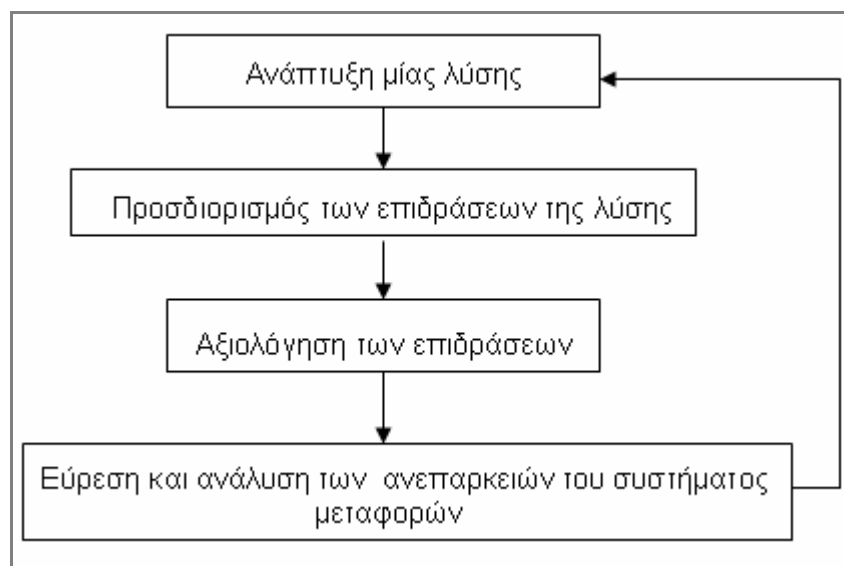 Ανάπτυξη μίας λύσης
Προσδιορισμός των επιδράσεων της λύσης
Αξιολόγηση των επιδράσεων
Εύρεση και ανάλυση των ανεπαρκειών του συστήματος
μεταφορών